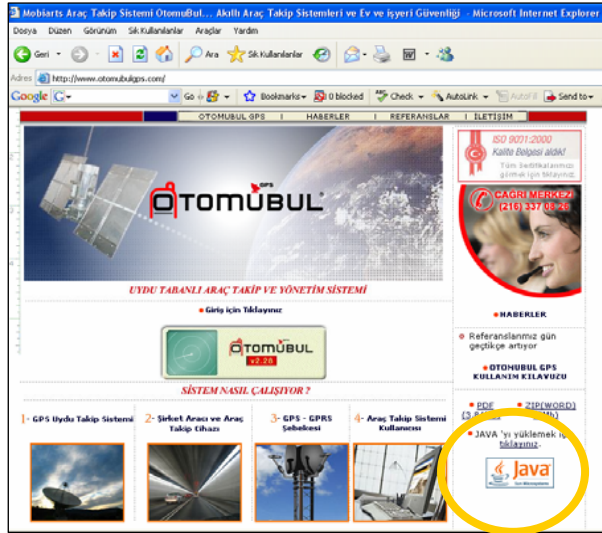 Mobiarts Araç Takip Sistemi OtomuBul... Akıllı Araç Takip Sistemleri ve Ev ve işyeri Güvenliği - Microsoft Internet Explorer
Dosya Düzen Görünüm Sık Kullanılanlar Araçlar Yardım
Geri Ara Sık Kullanılanlar
Adres http://www.otomubulgps.com/
Google G Go Bookmarks 0 blocked Check AutoLink AutoFill Send to
OTOMUBUL GPS | HABERLER | REFERANSLAR | İLETİŞİM
ISO 9001:2000
Kalite Belgesi aldık!
Tüm
görmek için tıklayınız.
ÇAĞRI MERKEZİ
(216) 337 08 26
GPS
OTOMUBUL
UYDU TABANLI ARAÇ TAKİP VE YÖNETİM SİSTEMİ
Giriş için Tıklayınız
OTOMUBUL
v2.28
HABERLER
Referanslarımız gün
geçtikçe artıyor
OTOMUBUL GPS
KULLANIM KILAVUZU
PDF ZIP(WORD)
SİSTEM NASIL ÇALIŞIYOR ?
1- GPS Uydu Takip Sistemi
2- Şirket Aracı ve Araç
Takip Cihazı
3- GPS - GPRS
Şebekesi
4- Araç Takip Sistemi
Kullanıcısı
JAVA 'yı yüklemek iç
tıklayınız.
Java